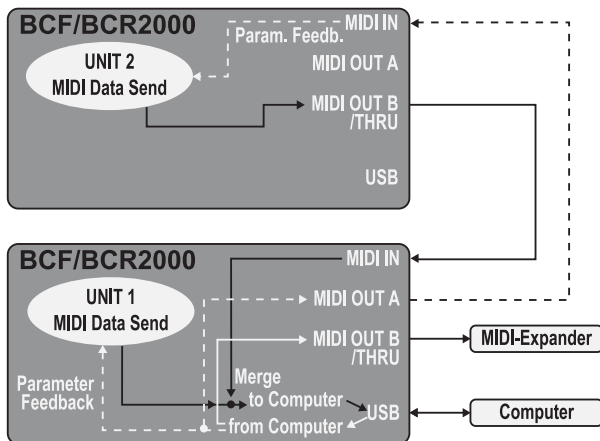 BCF/BCR2000
MIDI IN
Param. Feedb.
UNIT 2
MIDI Data Send
MIDI OUT A
MIDI OUT B
/THRU
USB
BCF/BCR2000
MIDI IN
UNIT 1
MIDI Data Send
MIDI OUT A
MIDI OUT B
/THRU
MIDI-Expander
Parameter
Feedback
Merge
to Computer
USB
from Computer
Computer